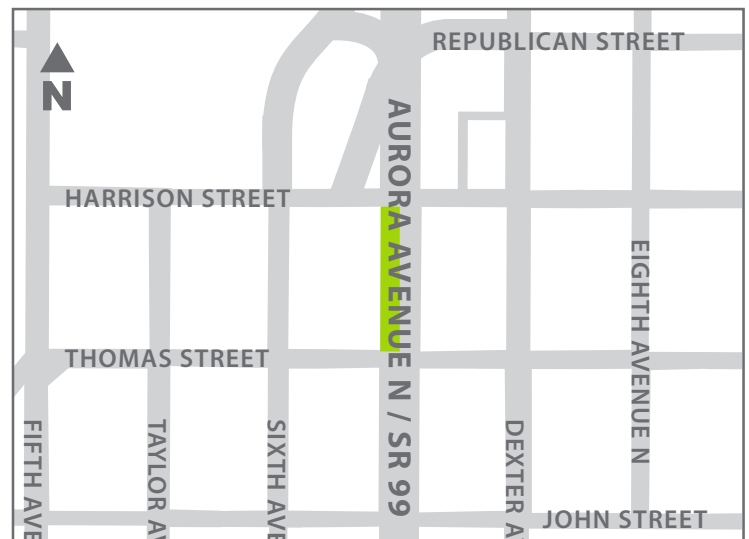 REPUBLICAN STREET
N
AURORA AVENUE N / SR 99
HARRISON STREET
EIGHTH AVENUE N
THOMAS STREET
FIFTH AVE
TAYLOR AV
SIXTH AVE
DEXTER A
JOHN STREET